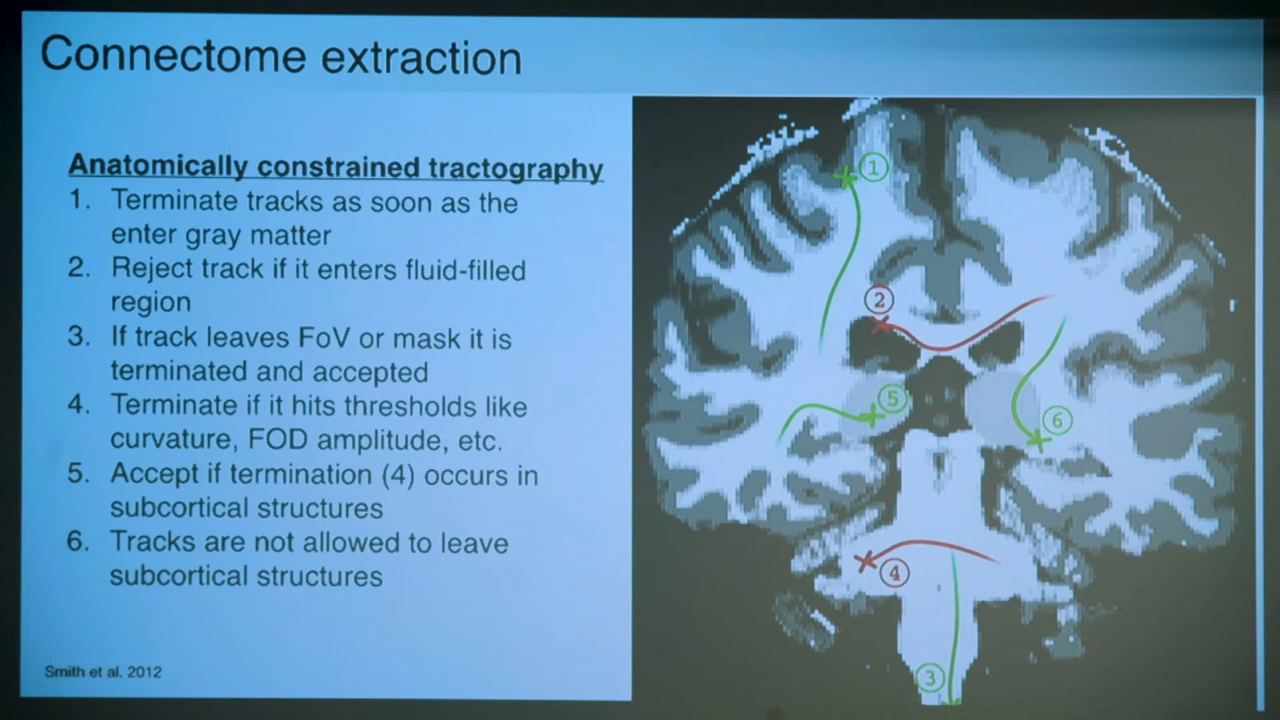 Connectome extraction
Anatomically constrained tractography
1. Terminate tracks as soon as the
enter gray matter
2. Reject track if it enters fluid-filled
region
3. If track leaves FoV or mask it is
terminated and accepted
4. Terminate if it hits thresholds like
curvature, FOD amplitude, etc.
5. Accept if termination (4) occurs in
subcortical structures
6. Tracks are not allowed to leave
subcortical structures
Smith et al. 2012
1
2
5
6
4
3